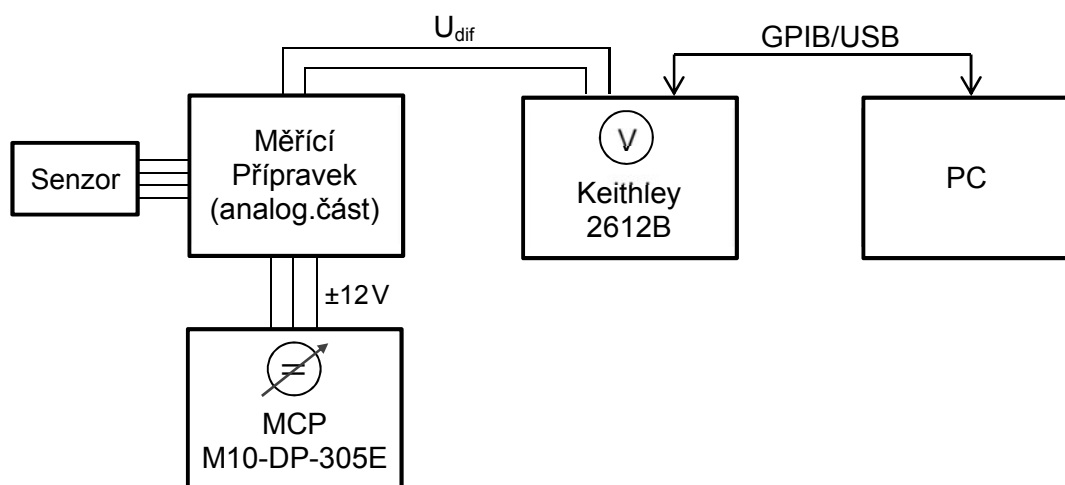 U_dif
GPIB/USB
Senzor
Měřící
Přípravek
(analog.část)
V
Keithley
2612B
PC
±12V
MCP
M10-DP-305E